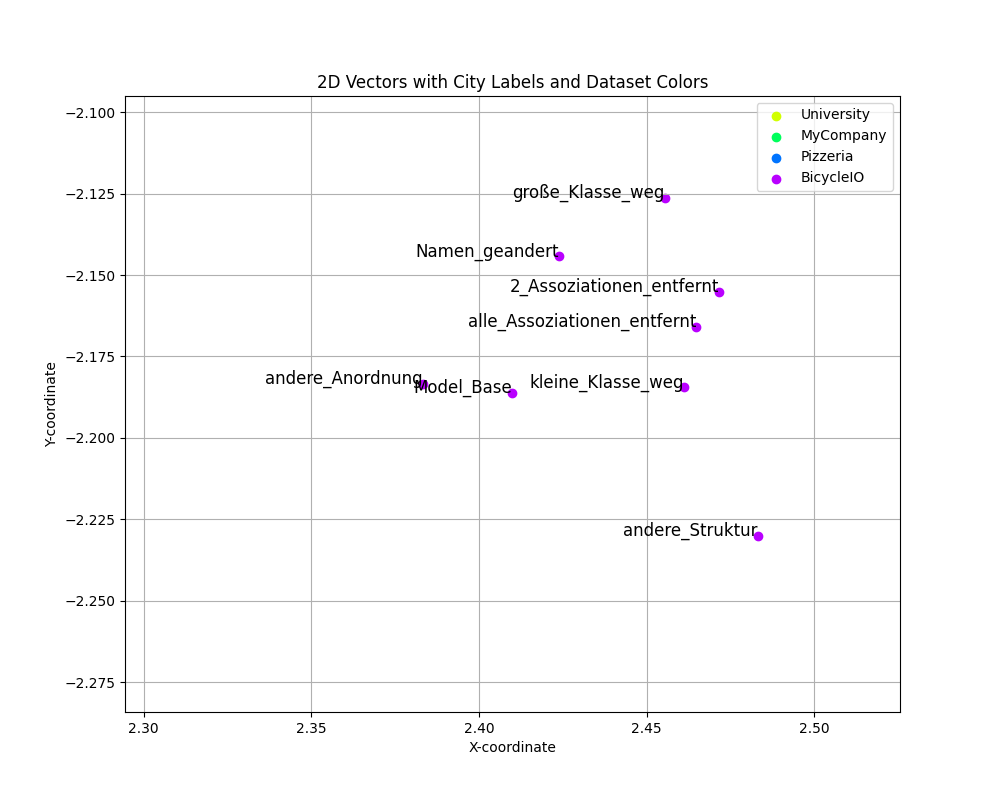 2D Vectors with City Labels and Dataset Colors
−2.100
−2.125
−2.150
−2.175
−2.200
−2.225
−2.250
−2.275
Y-coordinate
University
MyCompany
Pizzeria
BicycleIO
große_Klasse_weg
Namen_geandert
2_Assoziationen_entfernt
alle_Assoziationen_entfernt
andere_Anordnung
Model_Base
kleine_Klasse_weg
andere_Struktur
2.30 2.35 2.40 2.45 2.50
X-coordinate